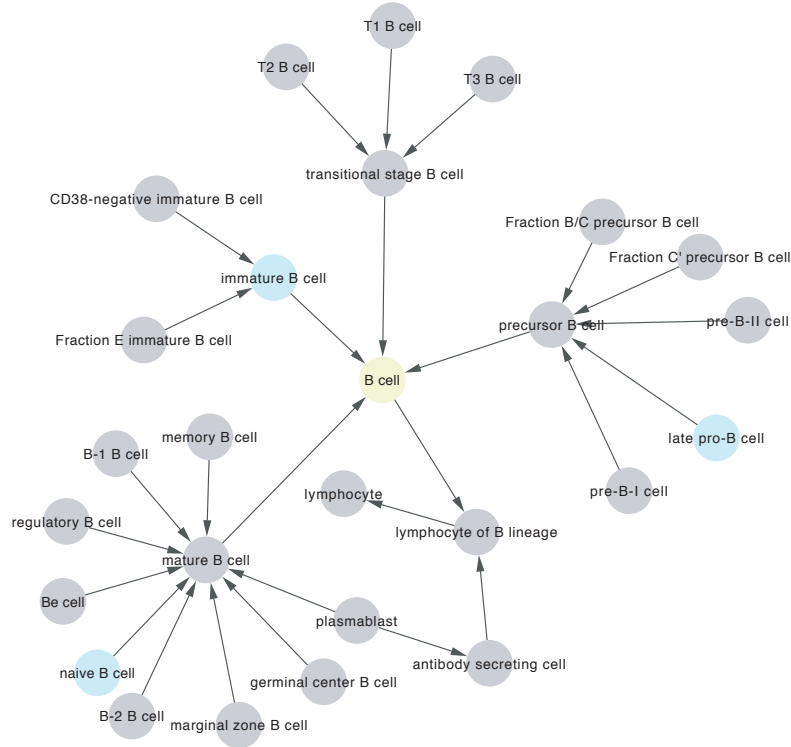 T1 B cell
T2 B cell
T3 B cell
transitional stage B cell
CD38-negative immature B cell
Fraction B/C precursor B cell
Fraction C' precursor B cell
immature B cell
precursor B cell
pre-B-II cell
Fraction E immature B cell
B cell
memory B cell
late pro-B cell
B-1 B cell
lymphocyte
pre-B-I cell
regulatory B cell
lymphocyte of B lineage
mature B cell
Be cell
plasmablast
antibody secreting cell
naive B cell
germinal center B cell
B-2 B cell
marginal zone B cell